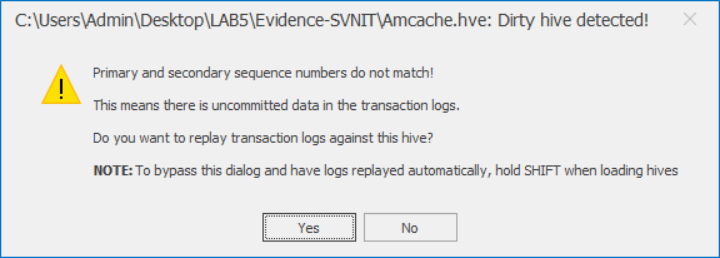 C:\Users\Admin\Desktop\LAB5\Evidence-SVNIT\Amcache.hve: Dirty hive detected!
Primary and secondary sequence numbers do not match!
This means there is uncommitted data in the transaction logs.
Do you want to replay transaction logs against this hive?
NOTE: To bypass this dialog and have logs replayed automatically, hold SHIFT when loading hives
Yes
No